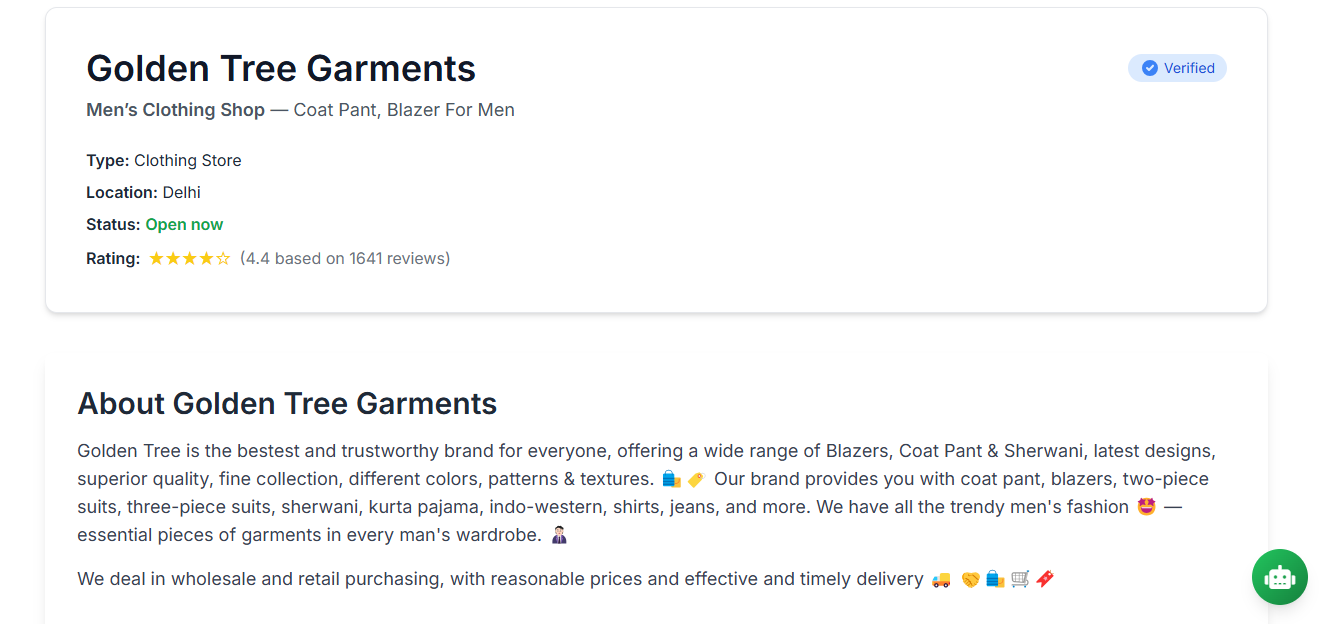 Golden Tree Garments
Verified
Men’s Clothing Shop — Coat Pant, Blazer For Men
Type: Clothing Store
Location: Delhi
Status: Open now
Rating: ★★★★☆ (4.4 based on 1641 reviews)
About Golden Tree Garments
Golden Tree is the bestest and trustworthy brand for everyone, offering a wide range of Blazers, Coat Pant & Sherwani, latest designs,
superior quality, fine collection, different colors, patterns & textures. 🛍️🏷️ Our brand provides you with coat pant, blazers, two-piece
suits, three-piece suits, sherwani, kurta pajama, indo-western, shirts, jeans, and more. We have all the trendy men's fashion 🤩 —
essential pieces of garments in every man's wardrobe. 🤵🏻
We deal in wholesale and retail purchasing, with reasonable prices and effective and timely delivery 🚚 🤝🛍️🛒🔖